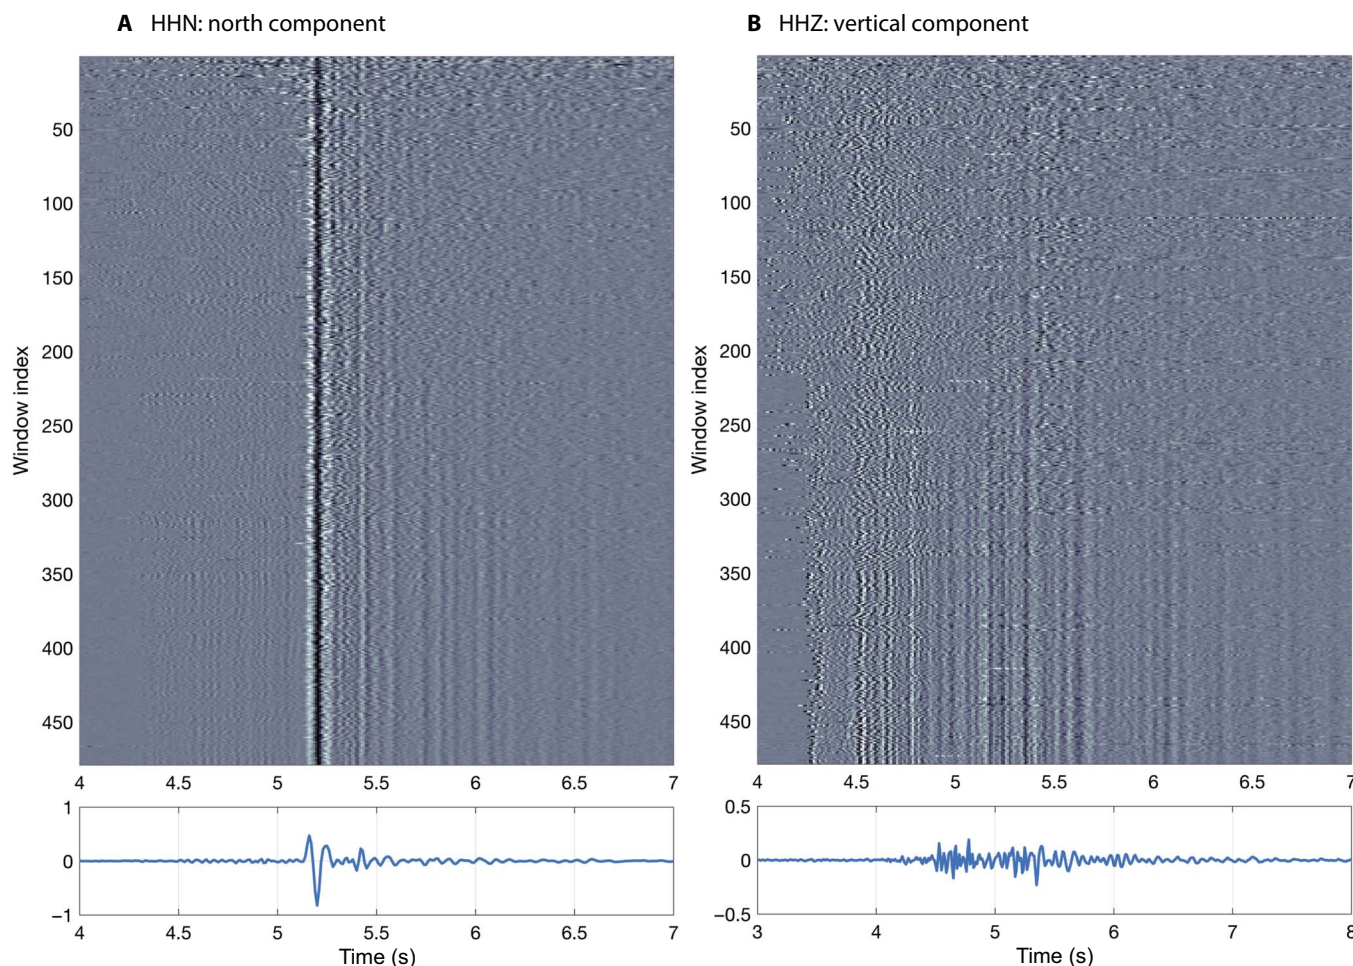 A HHN: north component
B HHZ: vertical component
Window index
50
100
150
200
250
300
350
400
450
4 4.5 5 5.5 6 6.5 7
1
0
−1
4 4.5 5 5.5 6 6.5 7
Time (s)
Window index
50
100
150
200
250
300
350
400
450
4 4.5 5 5.5 6 6.5 7
0.5
0
−0.5
3 4 5 6 7 8
Time (s)